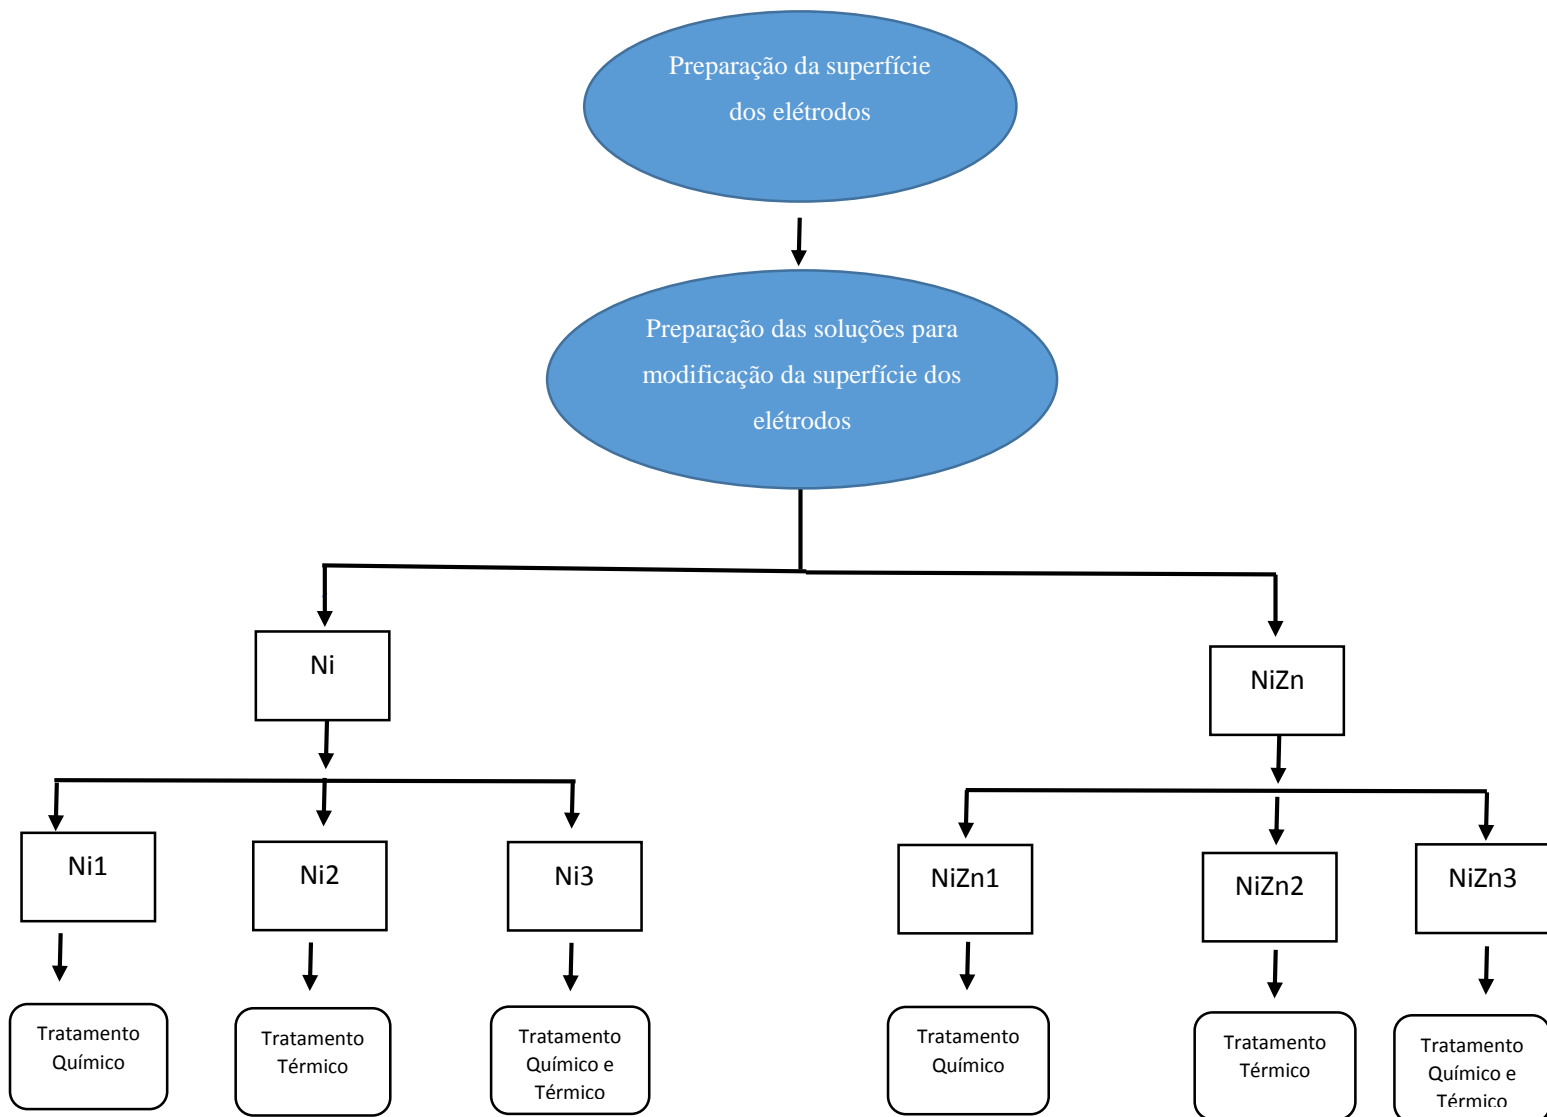 Preparação da superfície
dos elétrodos
Preparação das soluções para
modificação da superfície dos
elétrodos
Ni
NiZn
Ni1
Ni2
Ni3
NiZn1
NiZn2
NiZn3
Tratamento
Químico
Tratamento
Térmico
Tratamento
Químico e
Térmico
Tratamento
Químico
Tratamento
Térmico
Tratamento
Químico e
Térmico